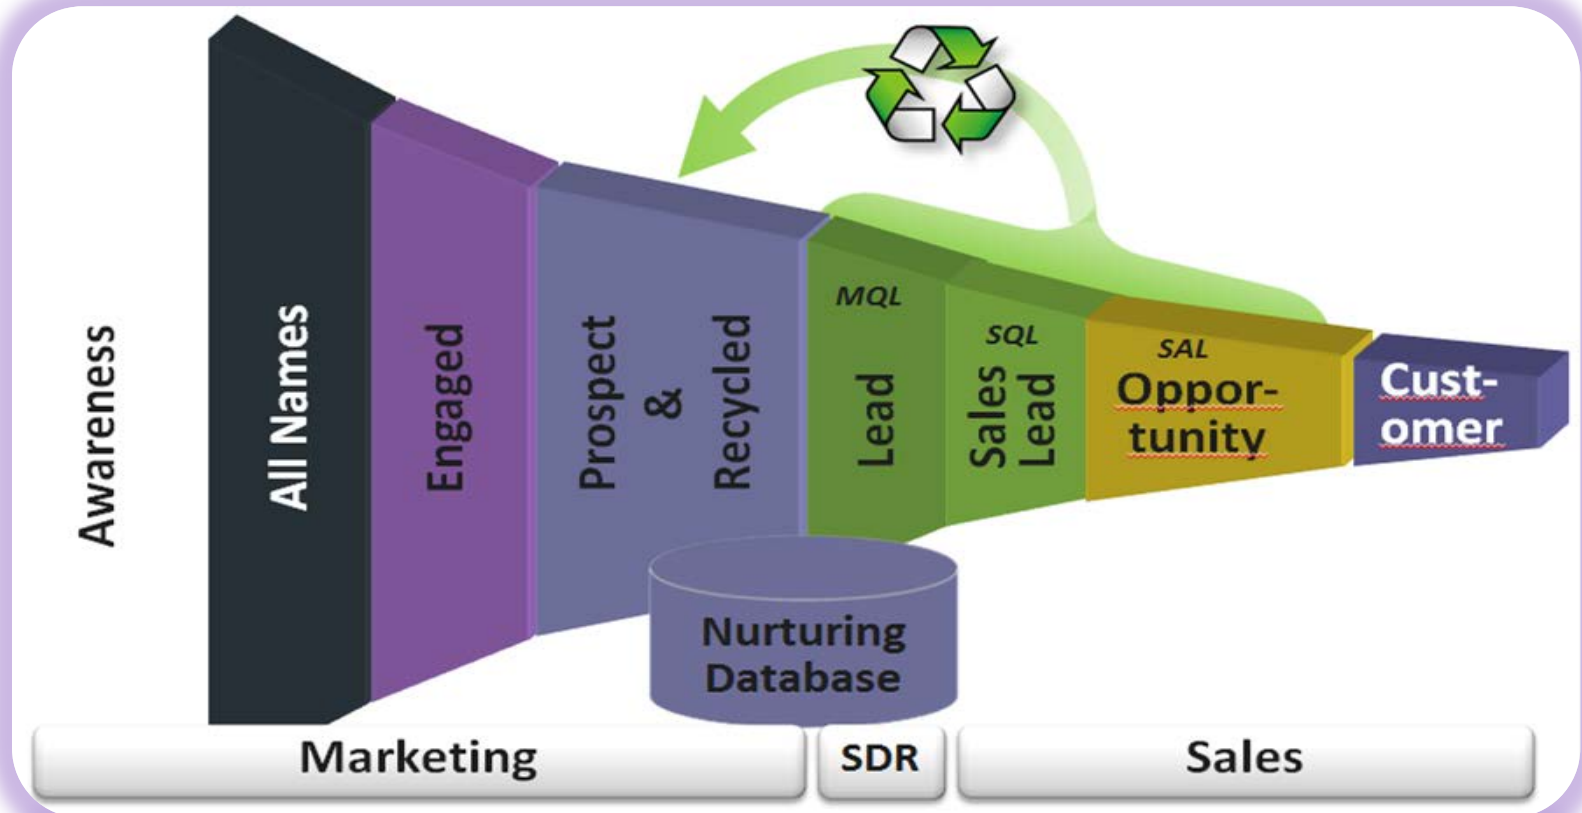 Awareness
All Names
Engaged
Prospect
&
Recycled
MQL
Lead
SQL
Sales
Lead
SAL
Oppor-
tunity
Cust-
omer
Nurturing
Database
Marketing
SDR
Sales